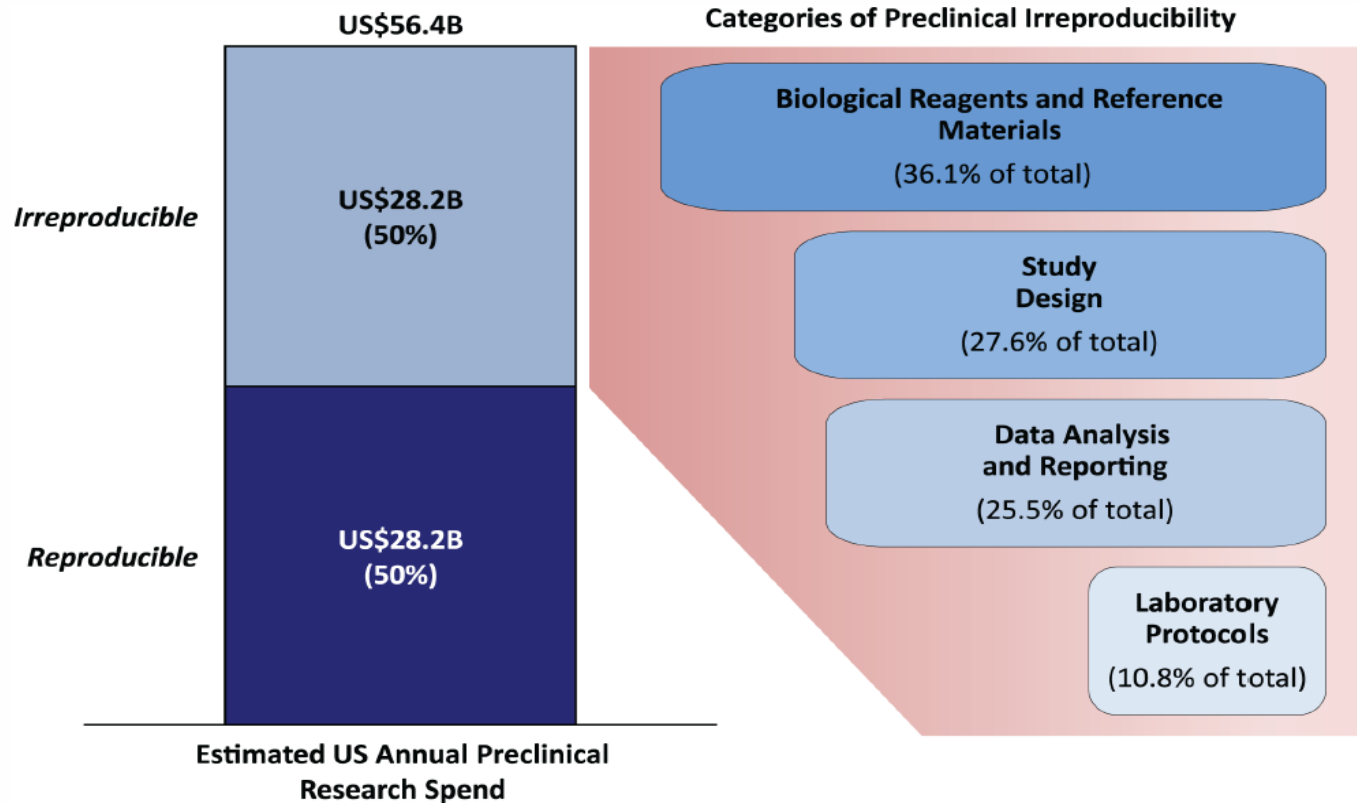 US$56.4B
Categories of Preclinical Irreproducibility
Irreproducible
US$28.2B
(50%)
Reproducible
US$28.2B
(50%)
Estimated US Annual Preclinical
Research Spend
Biological Reagents and Reference
Materials
(36.1% of total)
Study
Design
(27.6% of total)
Data Analysis
and Reporting
(25.5% of total)
Laboratory
Protocols
(10.8% of total)